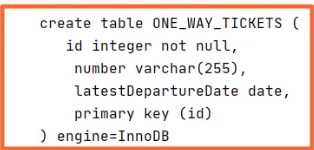 create table ONE_WAY_TICKETS (
id integer not null,
number varchar(255),
latestDepartureDate date,
primary key (id)
) engine=InnoDB